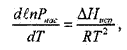 dℓnPнас / dT = ΔHисп / RT²,